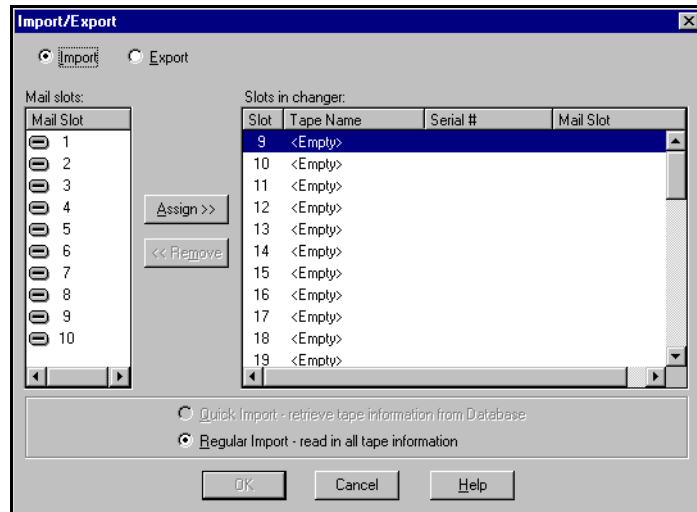 Import/Export
Import Export
Mail slots: Slots in changer:
Mail Slot Slot Tape Name Serial # Mail Slot
1 9 <Empty>
2 10 <Empty>
3 11 <Empty>
4 12 <Empty>
Assign >>
5 13 <Empty>
6 14 <Empty>
<< Remove
7 15 <Empty>
8 16 <Empty>
9 17 <Empty>
10 18 <Empty>
19 <Empty>
Quick Import - retrieve tape information from Database
Regular Import - read in all tape information
OK Cancel Help